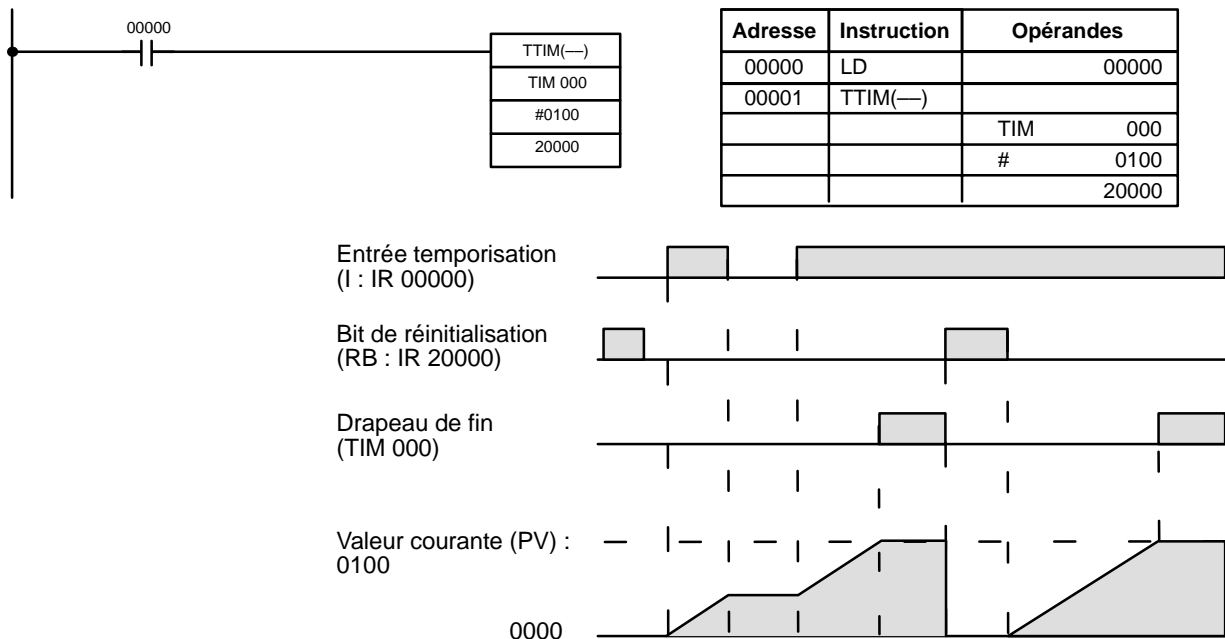 00000
TTIM(—)
TIM 000
#0100
20000
Adresse Instruction Opérandes
00000 LD 00000
00001 TTIM(—)
TIM 000
# 0100
20000
Entrée temporisation
(I : IR 00000)
Bit de réinitialisation
(RB : IR 20000)
Drapeau de fin
(TIM 000)
Valeur courante (PV) :
0100
0000